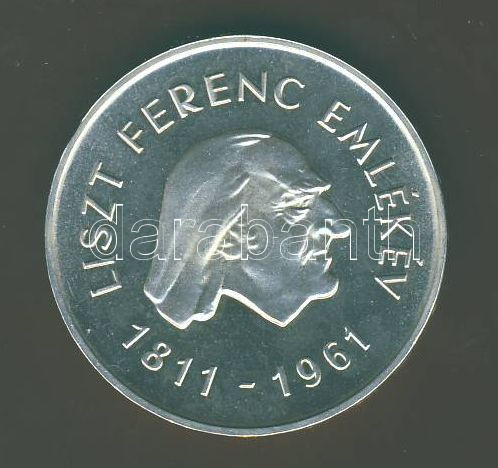 LISZT FERENC EMLÉKÉV
1811-1961
darabanth